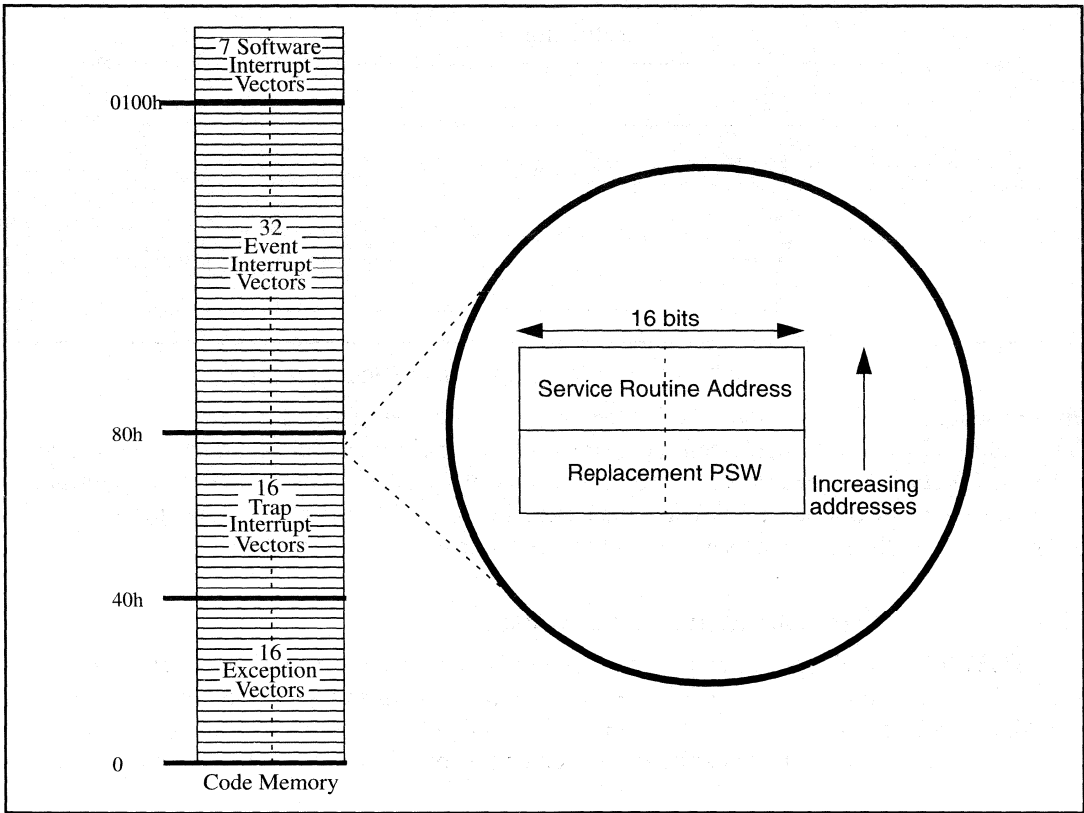 7 Software
Interrupt
Vectors
0100h
32
Event
Interrupt
Vectors
80h
16
Trap
Interrupt
Vectors
40h
16
Exception
Vectors
0
Code Memory
16 bits
Service Routine Address
Replacement PSW
Increasing
addresses